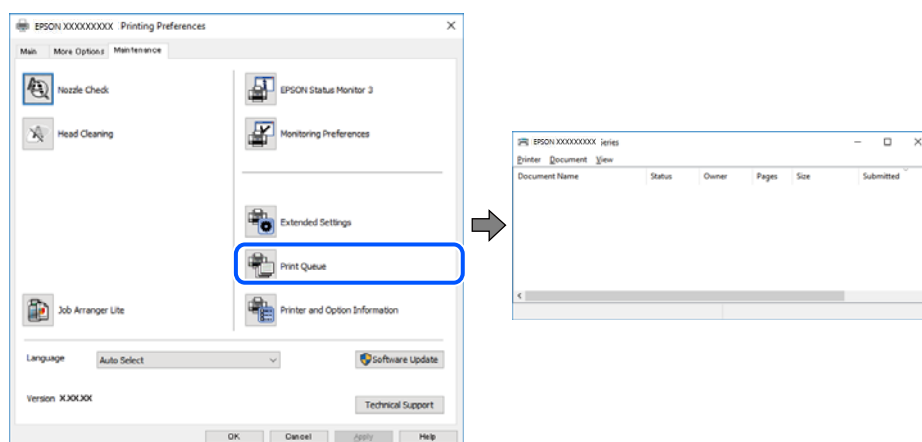 EPSON XXXXXXXXX Printing Preferences
Main More Options Maintenance
Nozzle Check
EPSON Status Monitor 3
Head Cleaning
Monitoring Preferences
Extended Settings
Print Queue
Job Arranger Lite
Printer and Option Information
Language Auto Select Software Update
Version X.XX.XX
Technical Support
OK Cancel Apply Help
EPSON XXXXXXXXX ieries
Printer Document View
Document Name Status Owner Pages Size Submitted